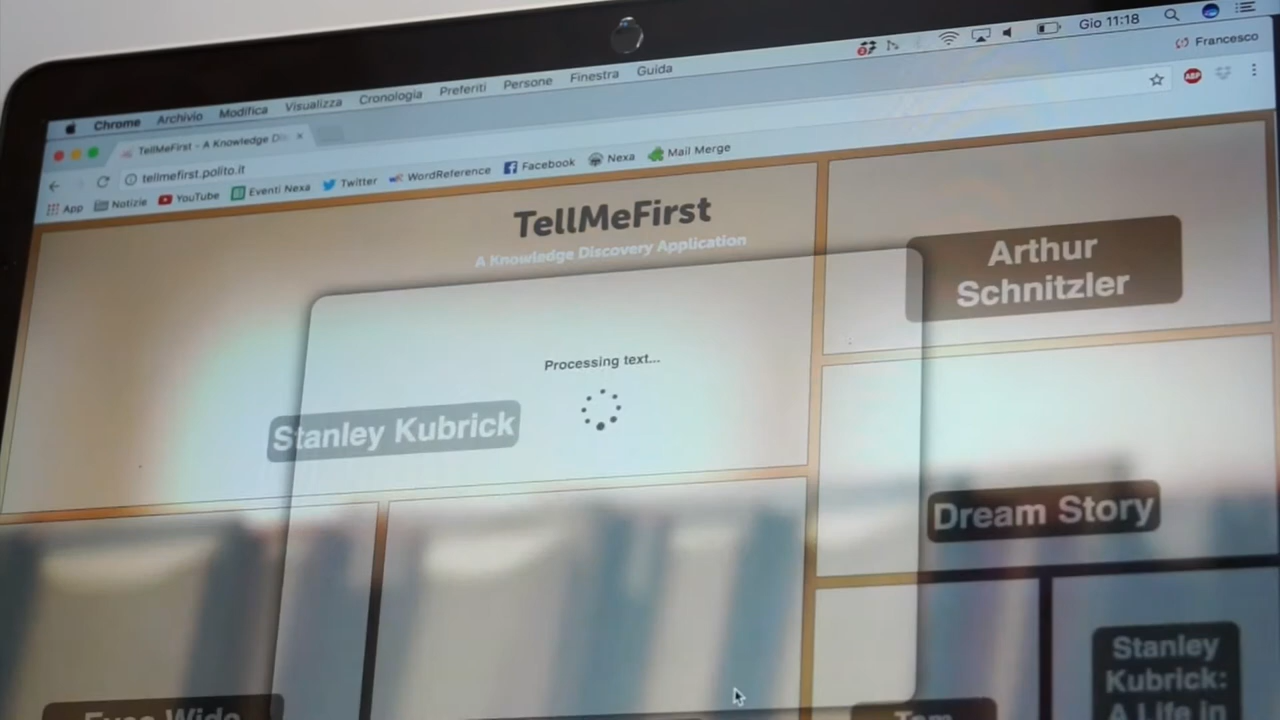 Chrome Archivio Modifica Visualizza Cronologia Preferiti Persone Finestra Guida Gio 11:18
TellMeFirst - A Knowledge Di
Francesco
tellmefirst.polito.it
ABP
App Notizie YouTube Eventi Nexa Twitter WordReference Facebook Nexa Mail Merge
TellMeFirst
A Knowledge Discovery Application
Arthur
Schnitzler
Processing text...
Stanley Kubrick
Dream Story
Stanley
Kubrick:
A Life in
Eyes Wide
Tom